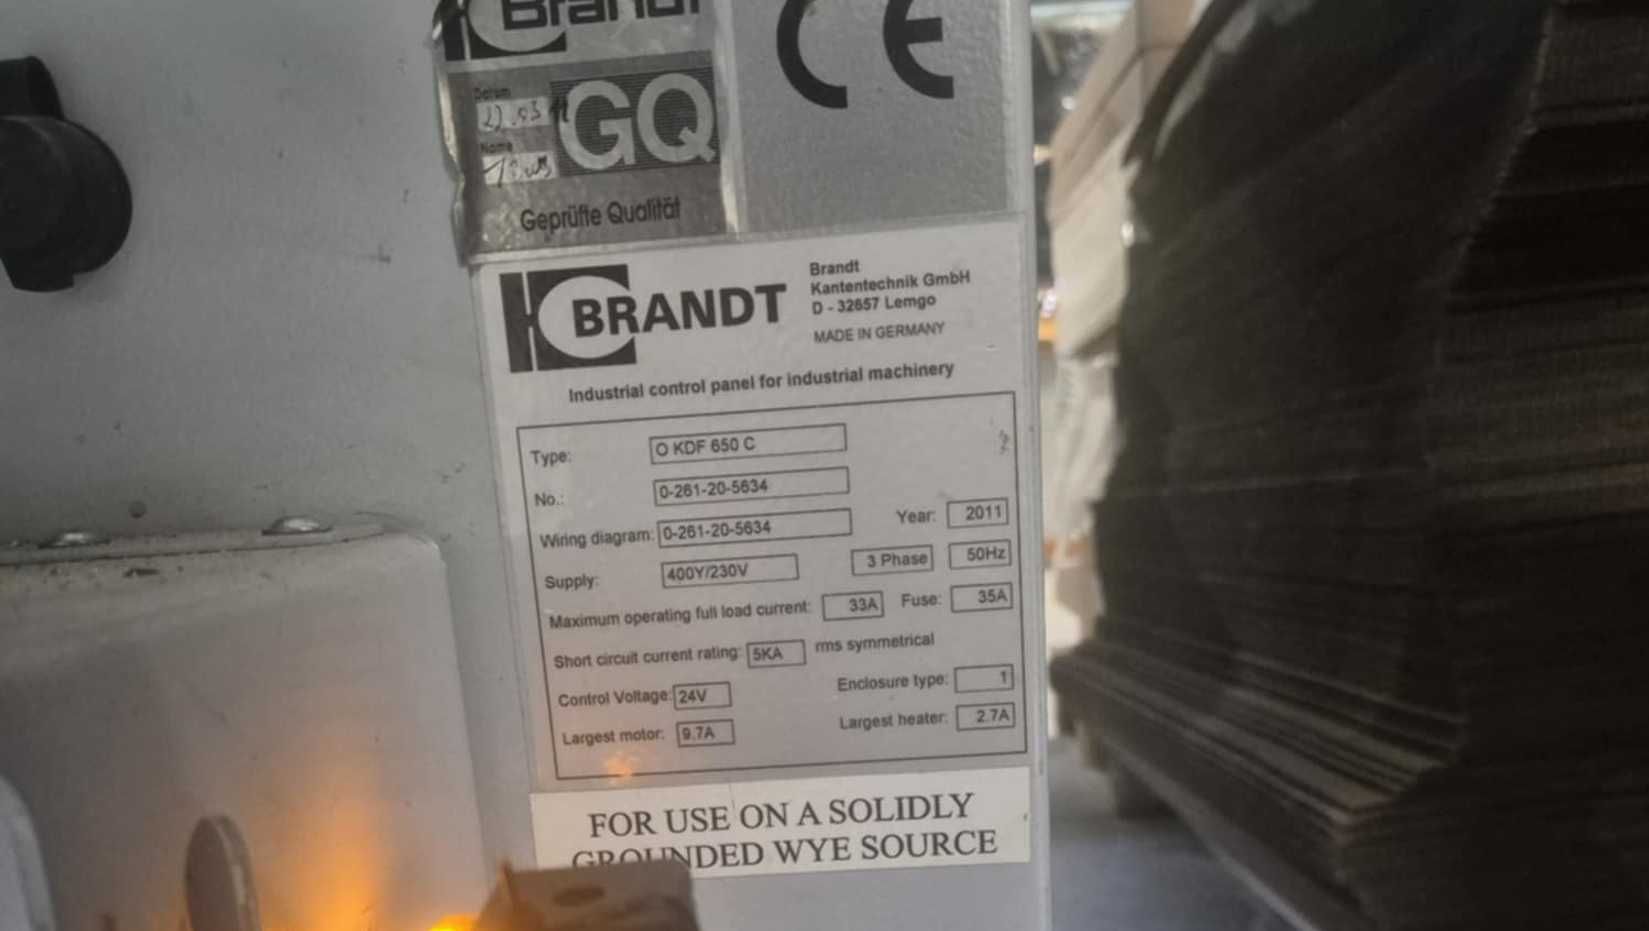 Brandt
CE
Datum
GQ
Name
Geprüfte Qualität
BRANDT
Brandt
Kantentechnik GmbH
D - 32657 Lemgo
MADE IN GERMANY
Industrial control panel for industrial machinery
Type: O KDF 650 C
No.: 0-261-20-5634
Wiring diagram: 0-261-20-5634 Year: 2011
Supply: 400Y/230V 3 Phase 50Hz
Maximum operating full load current: 33A Fuse: 35A
Short circuit current rating: 5KA rms symmetrical
Control Voltage: 24V Enclosure type: 1
Largest motor: 9.7A Largest heater: 2.7A
FOR USE ON A SOLIDLY
GROUNDED WYE SOURCE